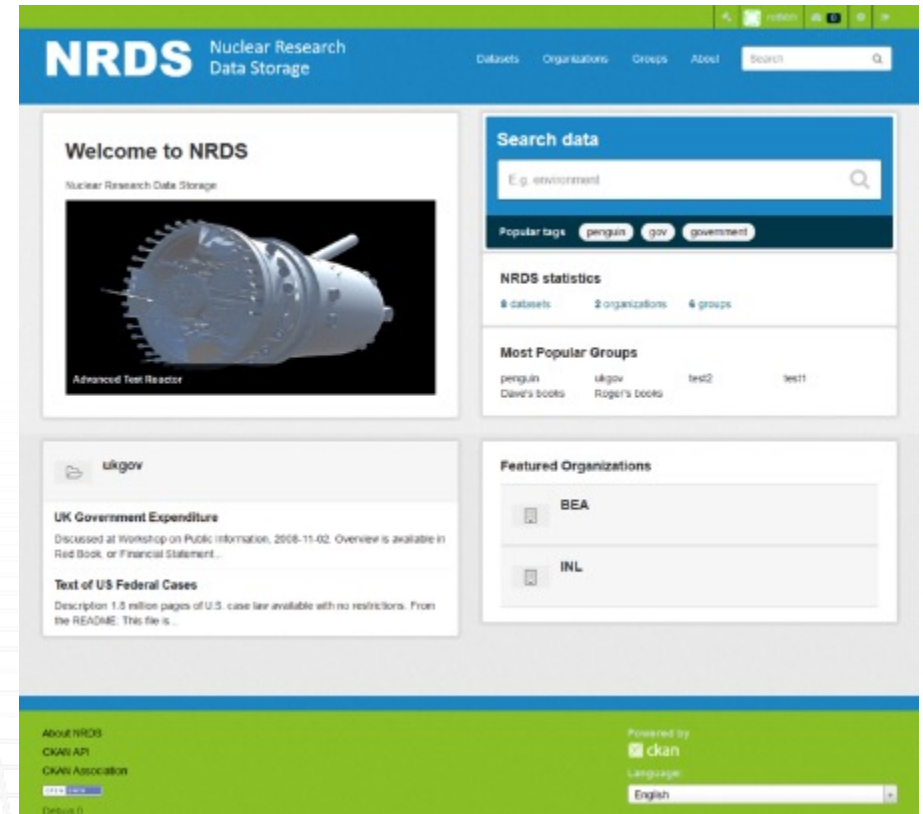 0
NRDS
Nuclear Research
Data Storage
Datasets Organizations Groups About Search
Welcome to NRDS
Nuclear Research Data Storage
Advanced Test Reactor
Search data
E.g. environment
Popular tags penguin gov government
NRDS statistics
8 datasets 2 organizations 6 groups
Most Popular Groups
penguin ukgov test2 test1
Dave's books Roger's books
ukgov
UK Government Expenditure
Discussed at Workshop on Public Information, 2008-11-02. Overview is available in
Red Book, or Financial Statement...
Text of US Federal Cases
Description 1.8 million pages of U.S. case law available with no restrictions. From
the README: This file is...
Featured Organizations
BEA
INL
About NRDS
CKAN API
CKAN Association
OPEN DATA
Powered by
ckan
Language:
English